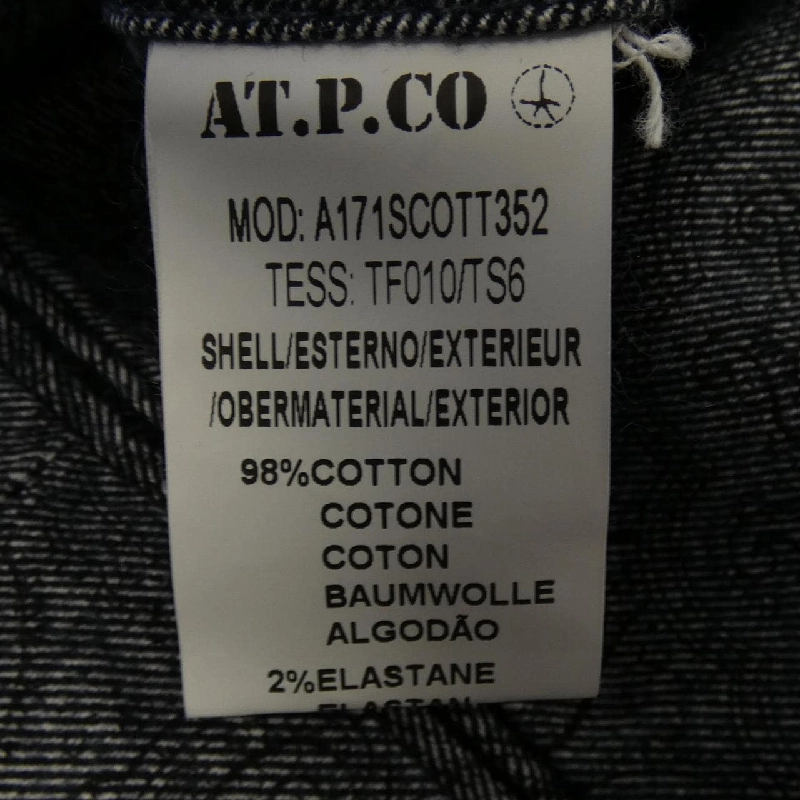 AT.P.CO
MOD: A171SCOTT352
TESS: TF010/TS6
SHELL/ESTERNO/EXTERIEUR
/OBERMATERIAL/EXTERIOR
98%COTTON
COTONE
COTON
BAUMWOLLE
ALGODÃO
2%ELASTANE